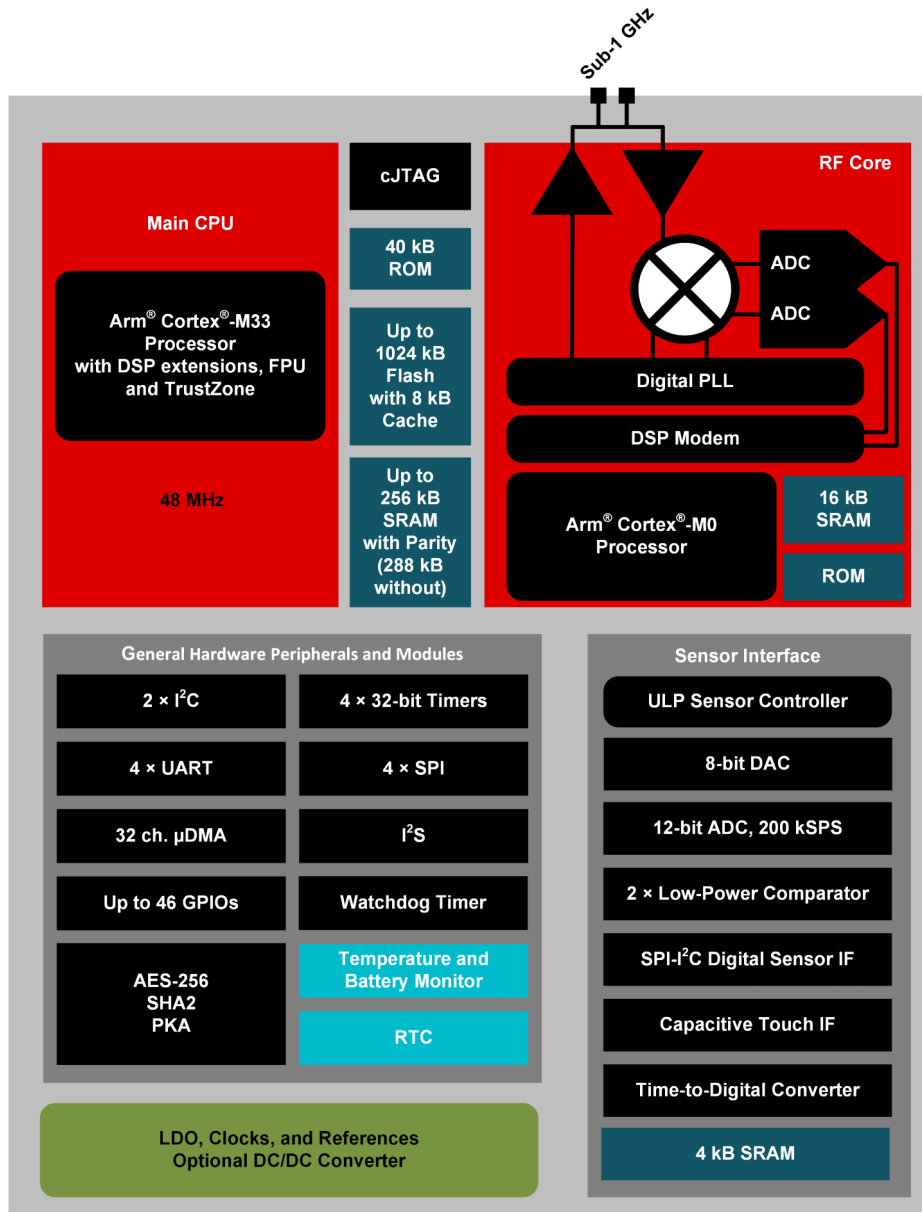 Sub-1 GHz
Main CPU
Arm® Cortex®-M33
Processor
with DSP extensions, FPU
and TrustZone
48 MHz
cJTAG
40 kB
ROM
Up to
1024 kB
Flash
with 8 kB
Cache
Up to
256 kB
SRAM
with Parity
(288 kB
without)
RF Core
ADC
ADC
Digital PLL
DSP Modem
Arm® Cortex®-M0
Processor
16 kB
SRAM
ROM
General Hardware Peripherals and Modules
2 × I²C
4 × 32-bit Timers
4 × UART
4 × SPI
32 ch. µDMA
I²S
Up to 46 GPIOs
Watchdog Timer
AES-256
SHA2
PKA
Temperature and
Battery Monitor
RTC
LDO, Clocks, and References
Optional DC/DC Converter
Sensor Interface
ULP Sensor Controller
8-bit DAC
12-bit ADC, 200 kSPS
2 × Low-Power Comparator
SPI-I²C Digital Sensor IF
Capacitive Touch IF
Time-to-Digital Converter
4 kB SRAM